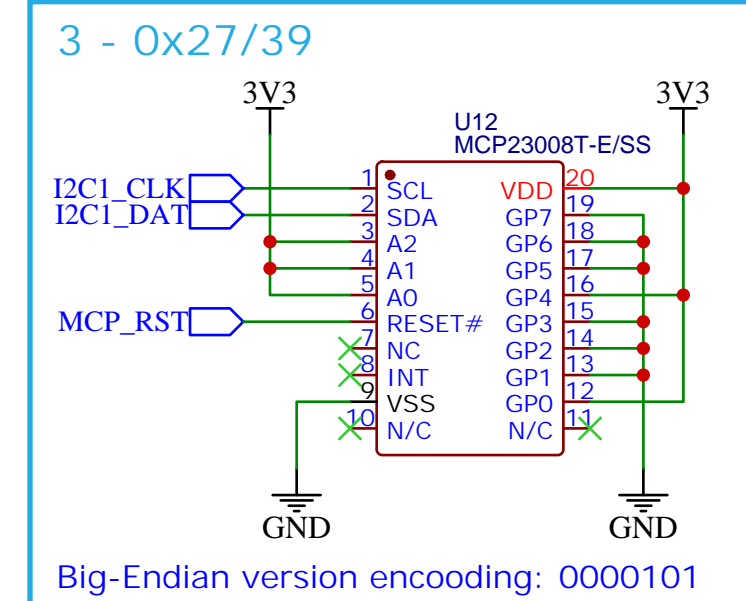 3 - 0x27/39
3V3
3V3
U12
MCP23008T-E/SS
I2C1_CLK
I2C1_DAT
MCP_RST
1 SCL
2 SDA
3 A2
4 A1
5 A0
6 RESET#
7 NC
8 INT
9 VSS
10 N/C
VDD 20
GP7 19
GP6 18
GP5 17
GP4 16
GP3 15
GP2 14
GP1 13
GP0 12
N/C 11
GND
GND
Big-Endian version encooding: 0000101